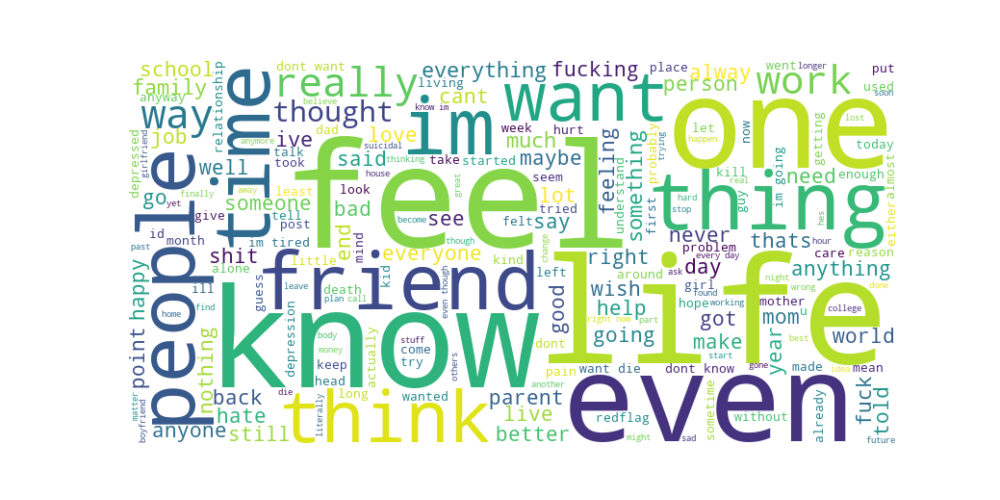 school dont want really everything fucking place alway went longer put
family living person work used
anyway relationship time thought believe cant know im want let now one soon
way im week hurt happen lost
job ive dad love much feeling probably trying getting today
depressed girlfriend people well talk took said suicidal thinking take started maybe something understand kill need enough
go someone least feel house look seem lot first guy real thing either almost
finally away bad great tried im going hard stop hes
yet give tell post end mind see become felt say never thats
id month im tired though kind change problem every day hour
past shit alone little everyone right day care reason
happy ill friend kid left around ask anything
home guess leave death plan call even though good wish girl night wrong done
point find know hope found working mother college
nothing depression body stuff right now part help mom u
money come dont going got make best world
actually keep try others pain start life year
matter head another want die dont know gone made idea mean
boyfriend back die long wanted parent even already fuck told
hate think live redflag sometime without
anyone still literally better might sad future
anymore